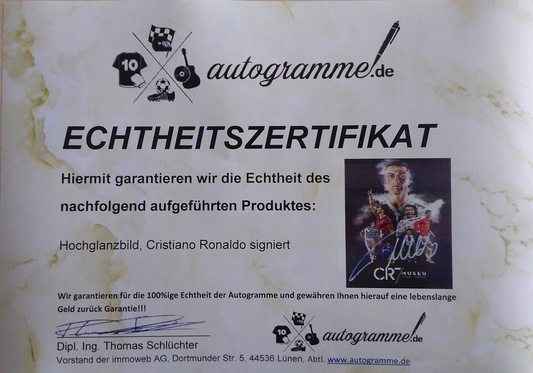 10
autogramme!.de
ECHTHEITSZERTIFIKAT
Hiermit garantieren wir die Echtheit des
nachfolgend aufgeführten Produktes:
Hochglanzbild, Cristiano Ronaldo signiert
CR7 MUSEU
Wir garantieren für die 100%ige Echtheit der Autogramme und gewähren Ihnen hierauf eine lebenslange
Geld zurück Garantie!!!
Dipl. Ing. Thomas Schlüchter
Vorstand der immoweb AG, Dortmunder Str. 5, 44536 Lünen, Abtl. www.autogramme.de
10
autogramme!.de